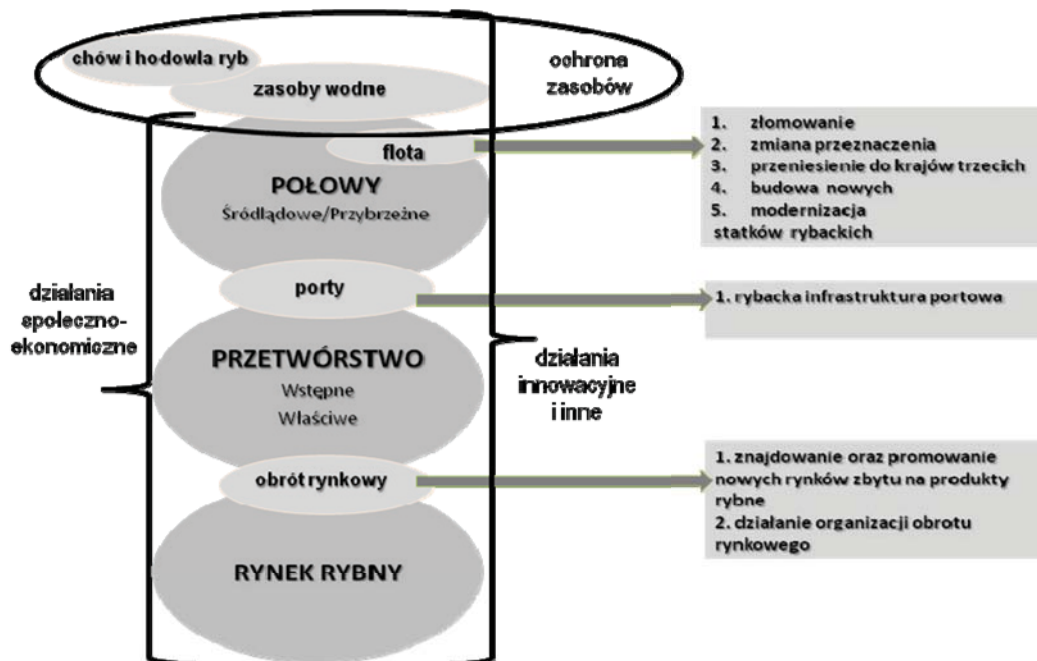 chów i hodowla ryb
zasoby wodne
ochrona
zasobów
flota
POŁOWY
Śródlądowe/Przybrzeżne
1. złomowanie
2. zmiana przeznaczenia
3. przeniesienie do krajów trzecich
4. budowa nowych
5. modernizacja
statków rybackich
porty
1. rybacka infrastruktura portowa
działania
społeczno-
ekonomiczne
PRZETWÓRSTWO
Wstępne
Właściwe
działania
innowacyjne
i inne
obrót rynkowy
1. znajdowanie oraz promowanie
nowych rynków zbytu na produkty
rybne
2. działanie organizacji obrotu
rynkowego
RYNEK RYBNY